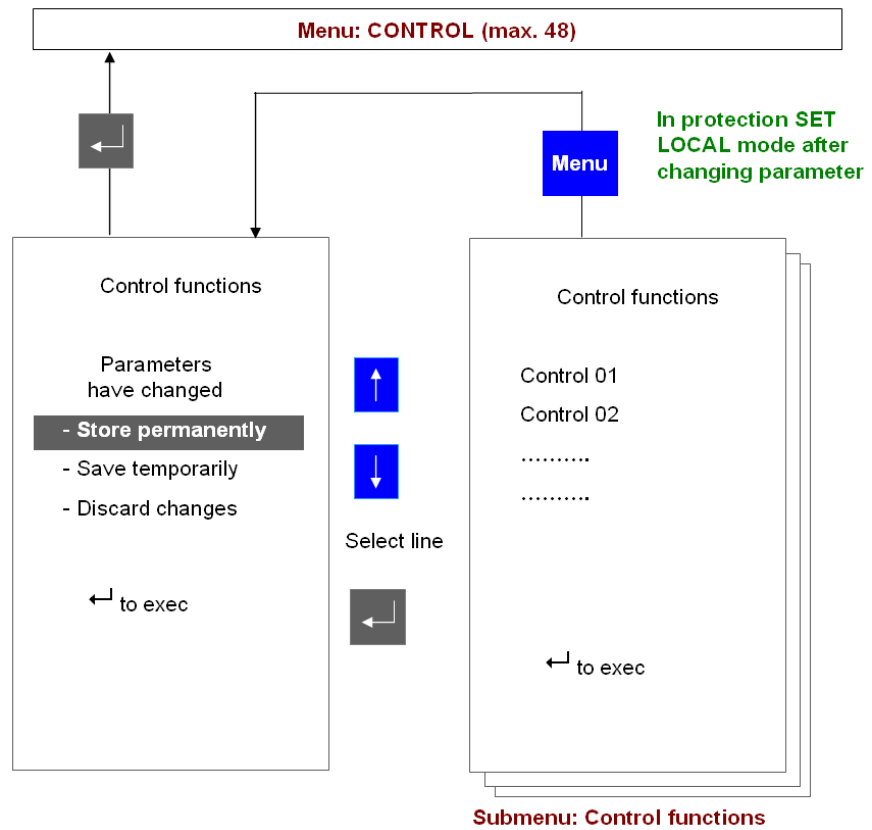 Menu: CONTROL (max. 48)
In protection SET
LOCAL mode after
changing parameter
Menu
Control functions
Parameters
have changed
- Store permanently
- Save temporarily
- Discard changes
to exec
Select line
Control functions
Control 01
Control 02
..........
..........
to exec
Submenu: Control functions